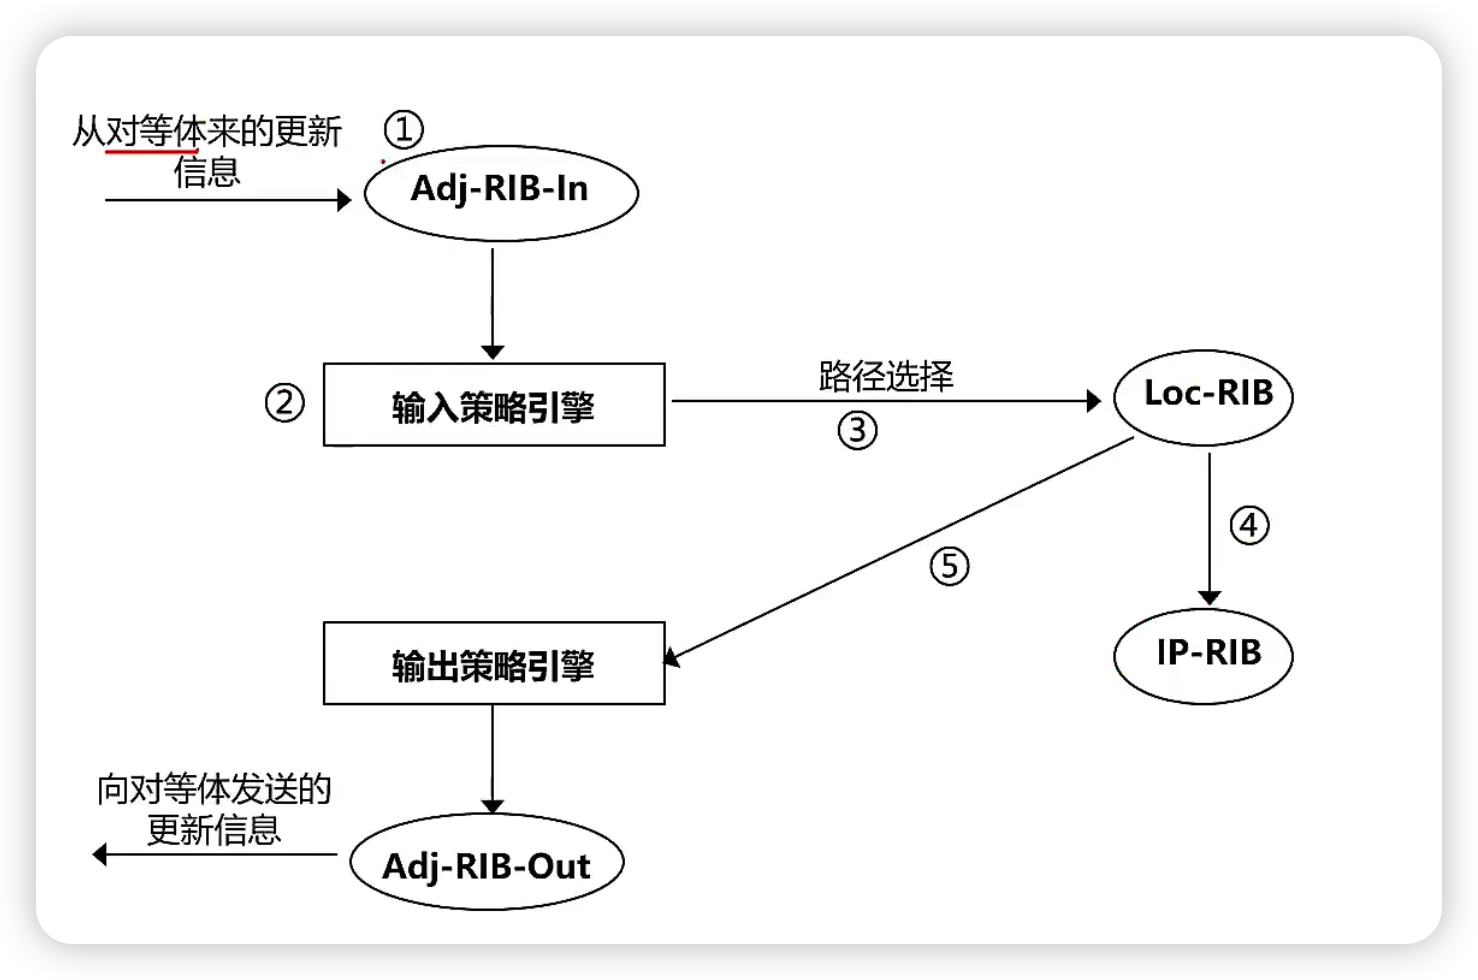 从对等体来的更新
信息
①
Adj-RIB-In
②
输入策略引擎
路径选择
③
Loc-RIB
④
⑤
IP-RIB
输出策略引擎
向对等体发送的
更新信息
Adj-RIB-Out